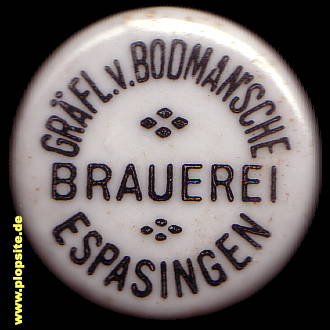 GRÄFL.V.BODMAN'SCHE
BRAUEREI
ESPASINGEN
www.plopsite.de